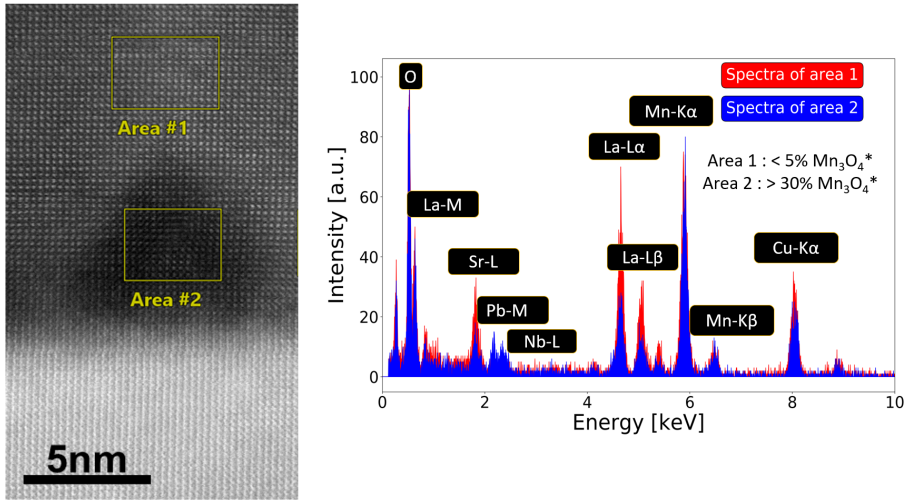 Area #1
Area #2
5nm
Intensity [a.u.]
100
80
60
40
20
0
0
2
4
6
8
10
Energy [keV]
O
La-M
Sr-L
Pb-M
Nb-L
La-Lα
La-Lβ
Mn-Kα
Mn-Kβ
Cu-Kα
Spectra of area 1
Spectra of area 2
Area 1 : < 5% Mn₃O₄*
Area 2 : > 30% Mn₃O₄*